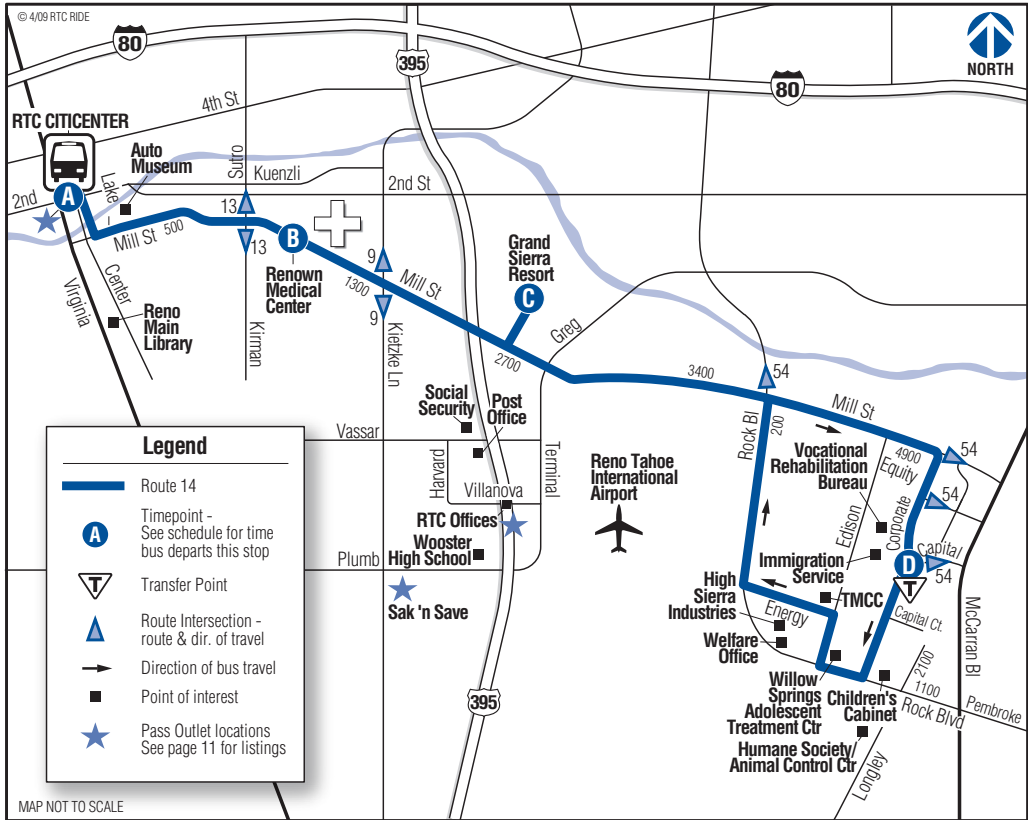 © 4/09 RTC RIDE
80
395
NORTH
80
4th St
RTC CITICENTER
Auto
Museum
Sutro
Kuenzli
2nd St
2nd
A
Lake
Mill St
500
13
13
B
Renown
Medical
Center
9
9
1300
Mill St
Grand
Sierra
Resort
C
Greg
2700
3400
54
Mill St
Virginia
Center
Reno
Main
Library
Kirman
Kietzke Ln
Social
Security
Post
Office
Vassar
Harvard
Villanova
Terminal
RTC Offices
Wooster
High School
Plumb
Sak 'n Save
395
Reno Tahoe
International
Airport
Rock Bl
200
Vocational
Rehabilitation
Bureau
4900
Equity
54
54
Corporate
Capital
54
Edison
Immigration
Service
D
T
High
Sierra
Industries
Energy
TMCC
Capital Ct.
McCarran Bl
Welfare
Office
Willow
Springs
Adolescent
Treatment Ctr
Children's
Cabinet
2100
1100
Rock Blvd
Pembroke
Humane Society/
Animal Control Ctr
Longley
Legend
Route 14
A
Timepoint -
See schedule for time
bus departs this stop
T
Transfer Point
Route Intersection -
route & dir. of travel
Direction of bus travel
Point of interest
Pass Outlet locations
See page 11 for listings
MAP NOT TO SCALE